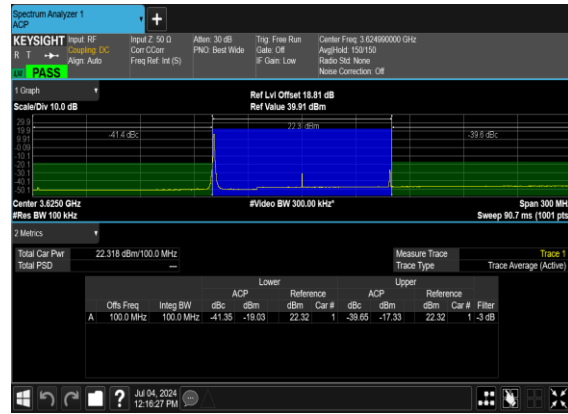 Spectrum Analyzer 1
ACP
KEYSIGHT Input: RF Input Z: 50 Ω Atten: 30 dB Trig: Free Run Center Freq: 3.624990000 GHz
R T Coupling: DC Corr CCorr PNO: Best Wide Gate: Off Avg|Hold: 150/150
Align: Auto Freq Ref: Int (S) IF Gain: Low Radio Std: None
PASS Noise Correction: Off
1 Graph
Scale/Div 10.0 dB Ref Lvl Offset 18.81 dB
Ref Value 39.91 dBm
29.9
19.9
9.91
-0.09
-10.1
-20.1
-30.1
-40.1
-50.1
-41.4 dBc 22.3 dBm -39.6 dBc
Center 3.6250 GHz #Video BW 300.00 kHz* Span 300 MH
#Res BW 100 kHz Sweep 90.7 ms (1001 pts
2 Metrics
Total Car Pwr 22.318 dBm/100.0 MHz Measure Trace Trace 1
Total PSD --- Trace Type Trace Average (Active)
Lower Upper
ACP Reference ACP Reference
Offs Freq Integ BW dBc dBm dBm Car # dBc dBm dBm Car # Filter
A 100.0 MHz 100.0 MHz -41.35 -19.03 22.32 1 -39.65 -17.33 22.32 1 -3 dB
Jul 04, 2024
12:16:27 PM